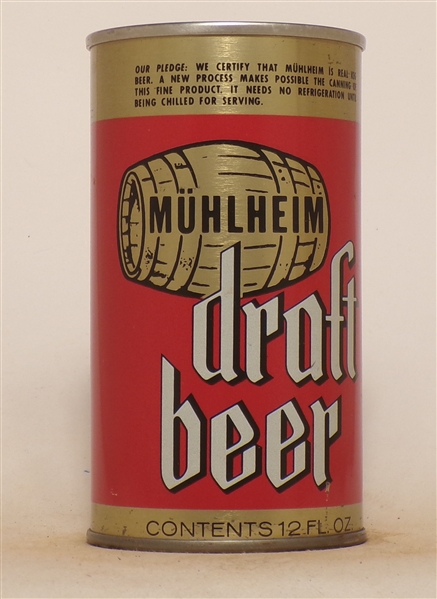 OUR PLEDGE: WE CERTIFY THAT MÜHLHEIM IS REAL
BEER. A NEW PROCESS MAKES POSSIBLE THE CANNING
THIS FINE PRODUCT. IT NEEDS NO REFRIGERATION UNTIL
BEING CHILLED FOR SERVING.
MÜHLHEIM
draft
beer
CONTENTS 12 FL. OZ.